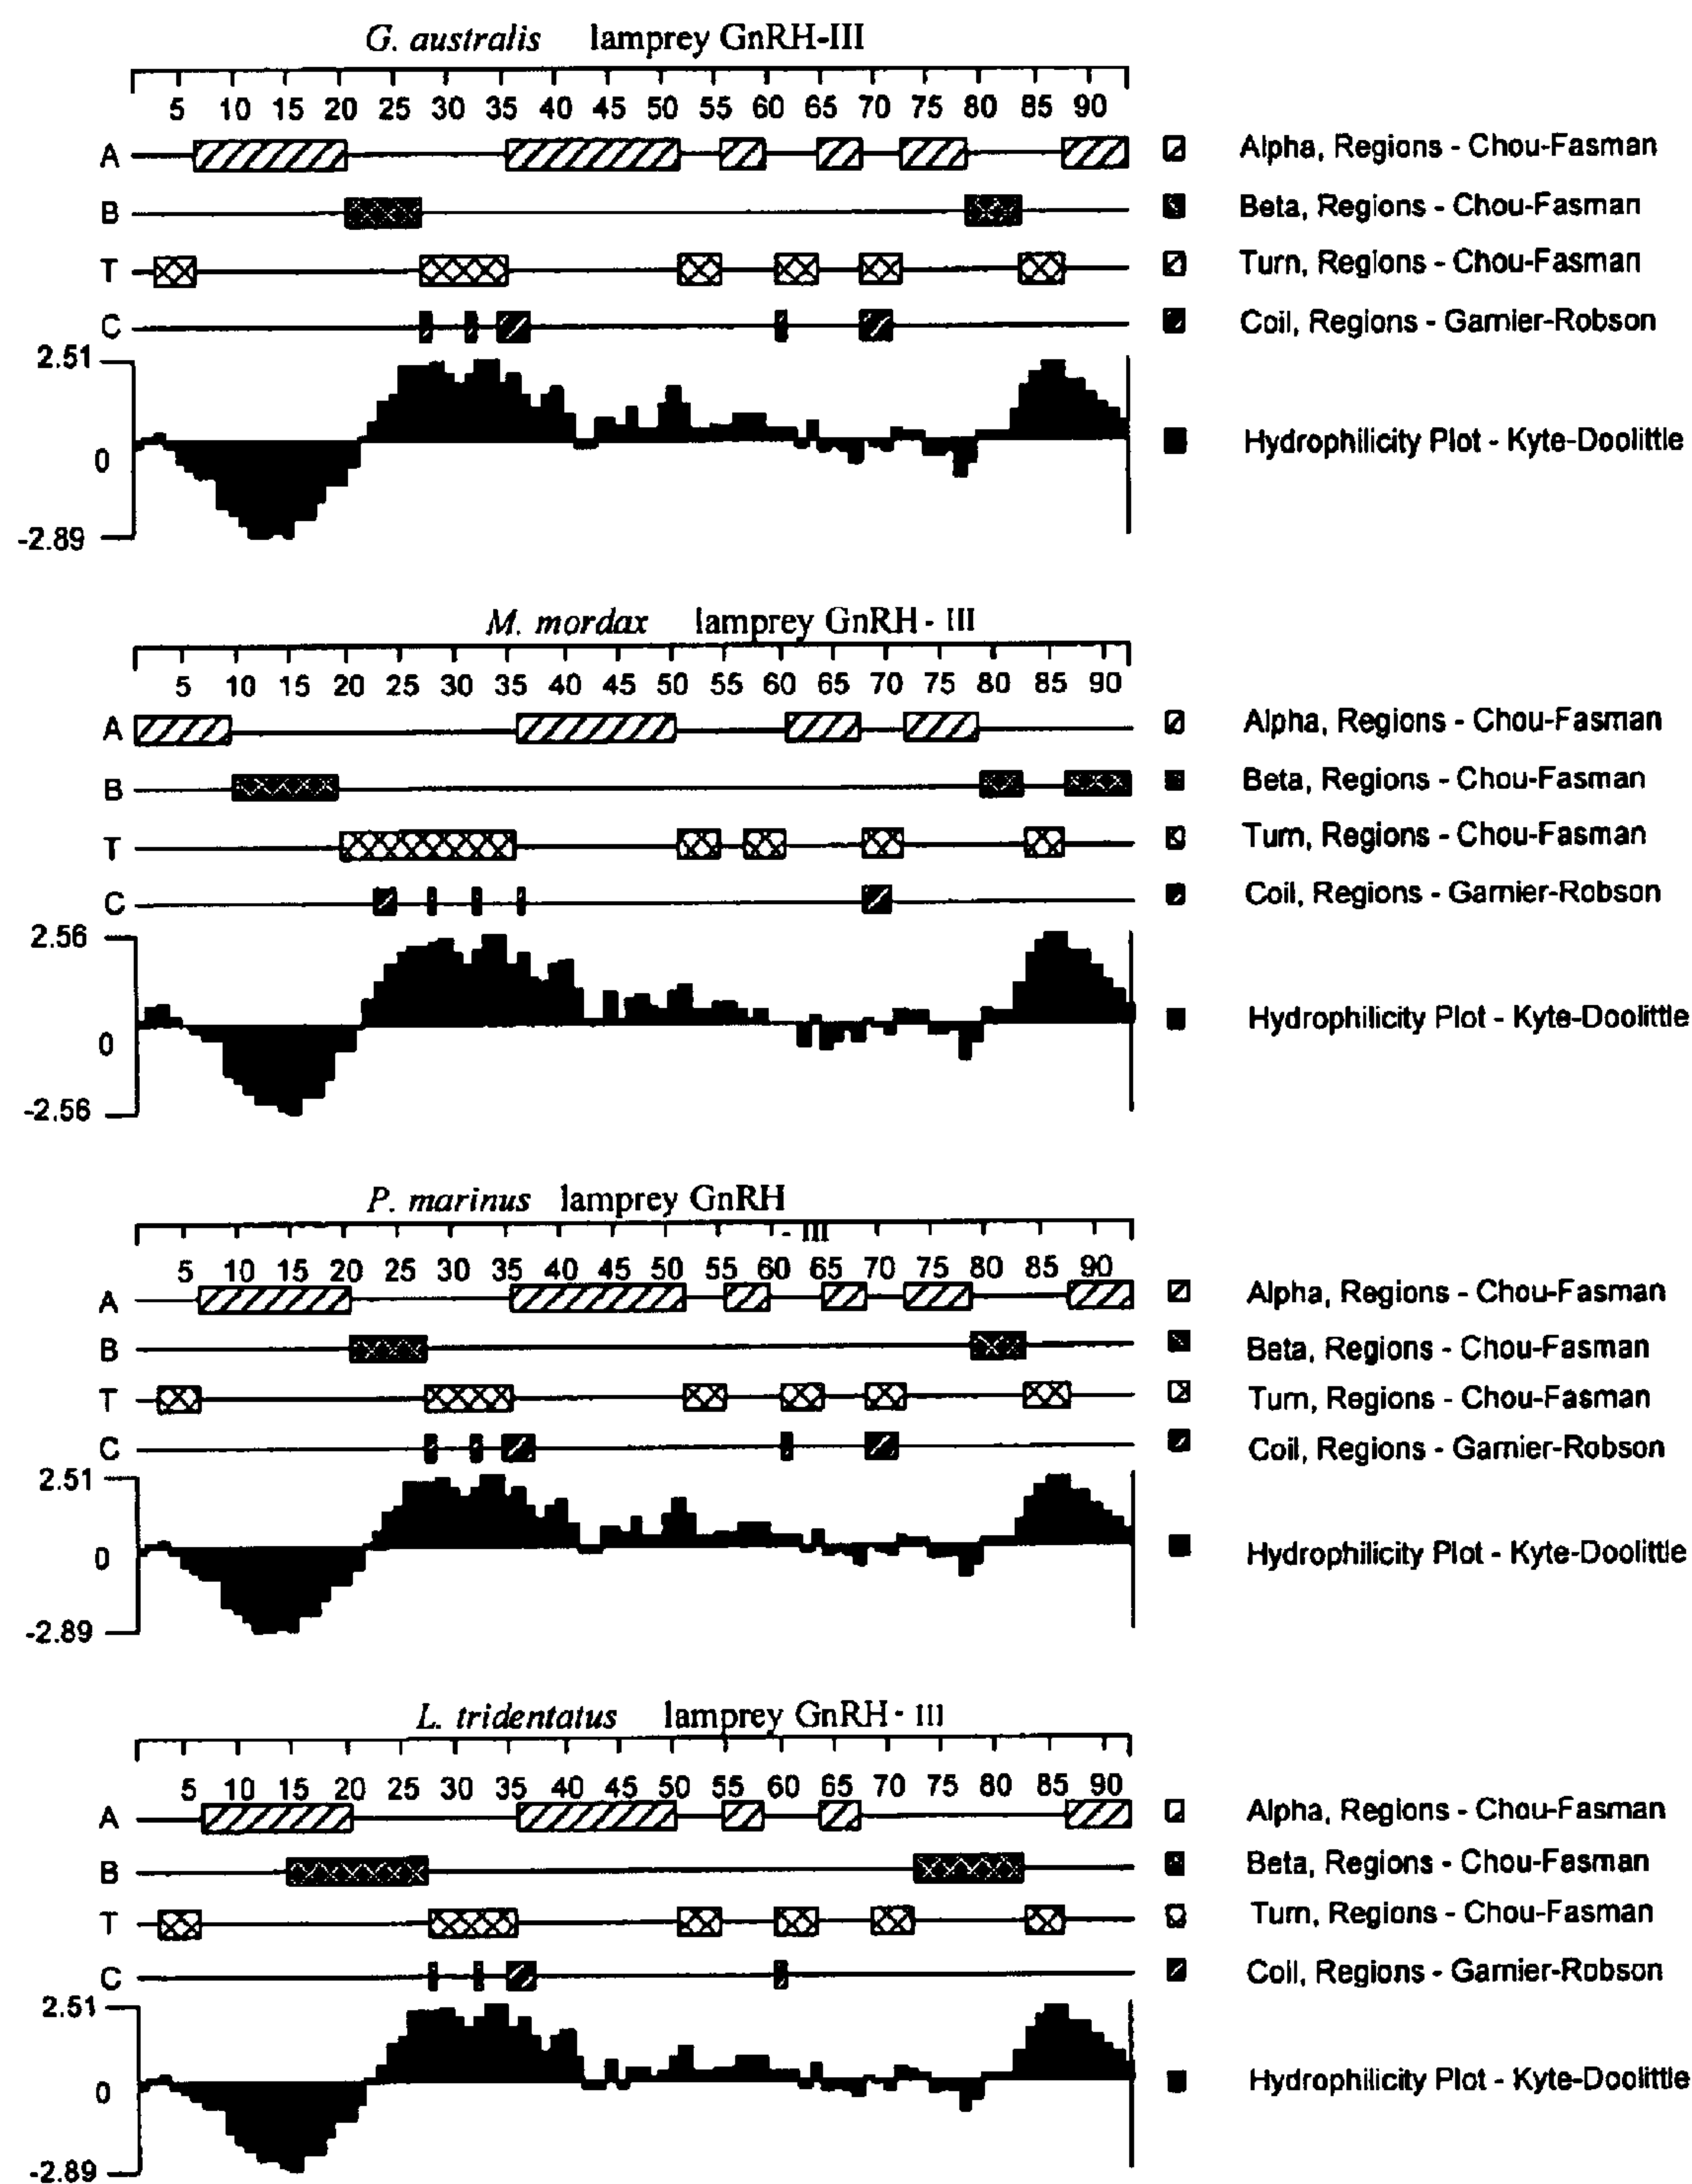 G. australis lamprey GnRH-III
5 10 15 20 25 30 35 40 45 50 55 60 65 70 75 80 85 90
A Alpha, Regions - Chou-Fasman
B Beta, Regions - Chou-Fasman
T Turn, Regions - Chou-Fasman
C Coil, Regions - Garnier-Robson
2.51
0 Hydrophilicity Plot - Kyte-Doolittle
-2.89
M. mordax lamprey GnRH - III
5 10 15 20 25 30 35 40 45 50 55 60 65 70 75 80 85 90
A Alpha, Regions - Chou-Fasman
B Beta, Regions - Chou-Fasman
T Turn, Regions - Chou-Fasman
C Coil, Regions - Garnier-Robson
2.56
0 Hydrophilicity Plot - Kyte-Doolittle
-2.56
P. marinus lamprey GnRH
- III
5 10 15 20 25 30 35 40 45 50 55 60 65 70 75 80 85 90
A Alpha, Regions - Chou-Fasman
B Beta, Regions - Chou-Fasman
T Turn, Regions - Chou-Fasman
C Coil, Regions - Garnier-Robson
2.51
0 Hydrophilicity Plot - Kyte-Doolittle
-2.89
L. tridentatus lamprey GnRH - III
5 10 15 20 25 30 35 40 45 50 55 60 65 70 75 80 85 90
A Alpha, Regions - Chou-Fasman
B Beta, Regions - Chou-Fasman
T Turn, Regions - Chou-Fasman
C Coil, Regions - Garnier-Robson
2.51
0 Hydrophilicity Plot - Kyte-Doolittle
-2.89